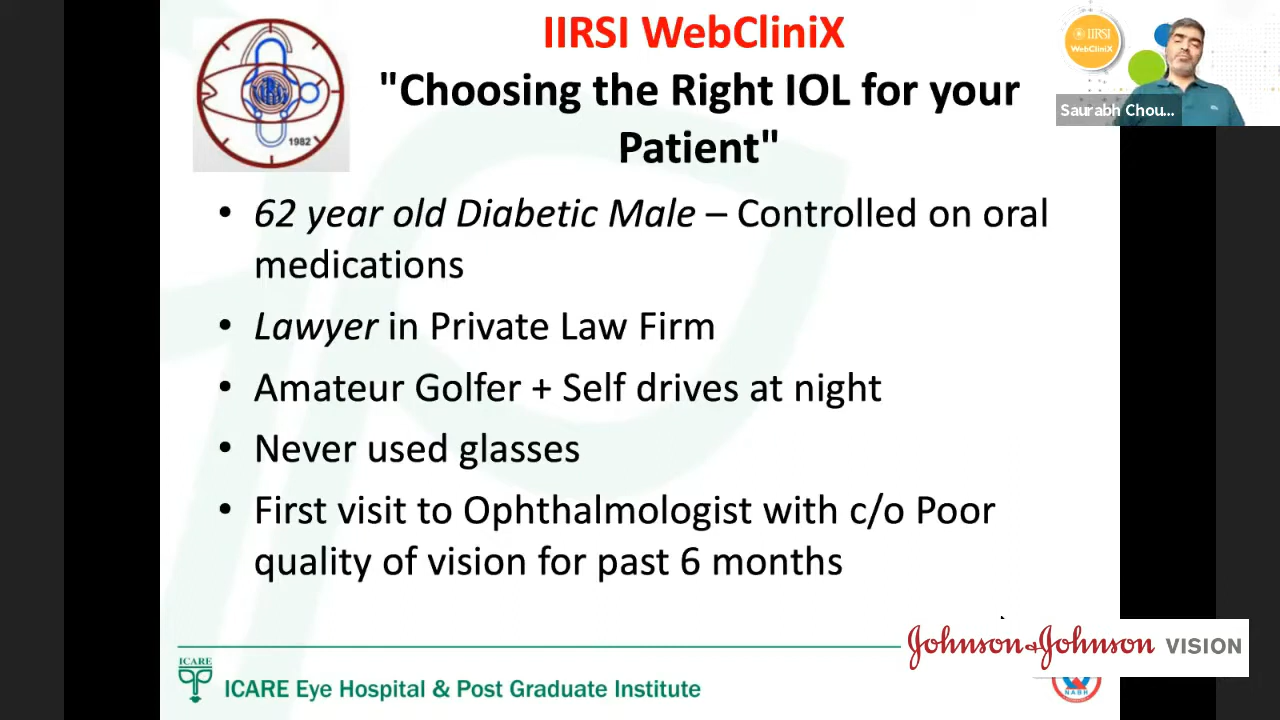 IIRSI WebCliniX
"Choosing the Right IOL for your
Patient"
1982
IIRSI
WebCliniX
Saurabh Chou...
• 62 year old Diabetic Male – Controlled on oral
medications
• Lawyer in Private Law Firm
• Amateur Golfer + Self drives at night
• Never used glasses
• First visit to Ophthalmologist with c/o Poor
quality of vision for past 6 months
Johnson & Johnson VISION
ICARE
ICARE Eye Hospital & Post Graduate Institute
NABH